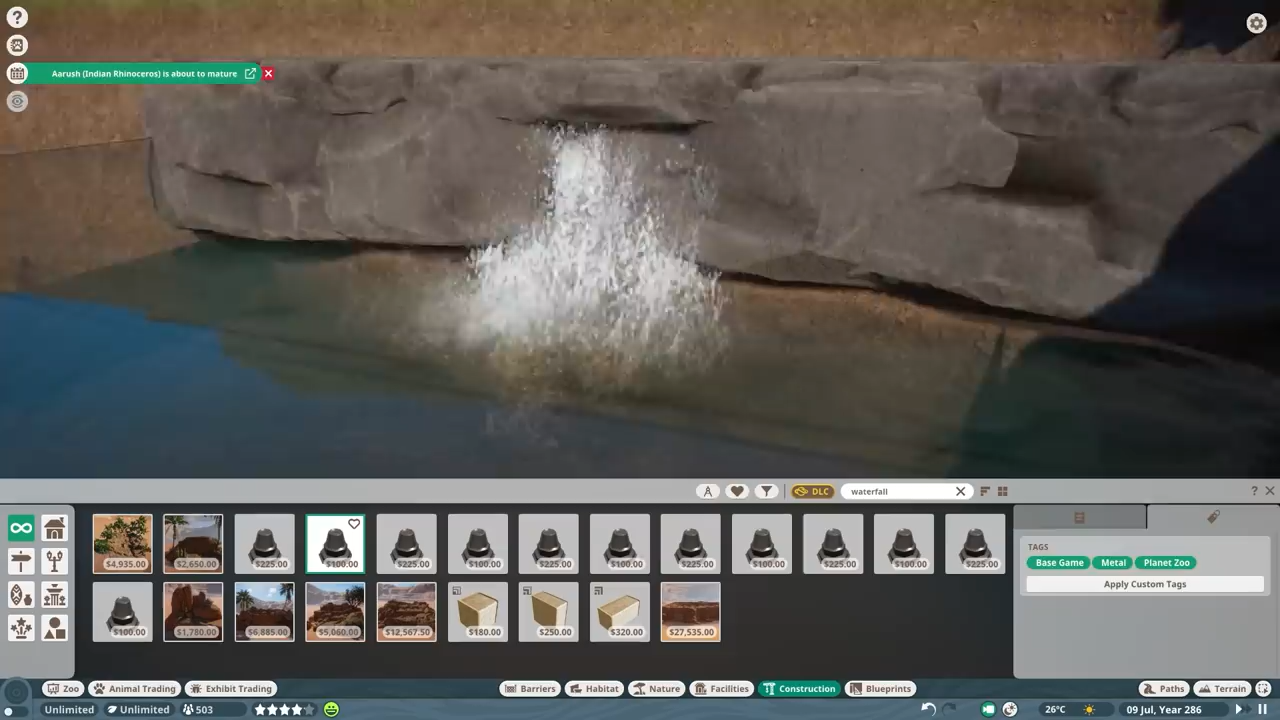 ?
Aarush (Indian Rhinoceros) is about to mature
DLC
waterfall
?
$4,935.00
$2,650.00
$225.00
$100.00
$225.00
$100.00
$225.00
$100.00
$225.00
$100.00
$225.00
$100.00
$225.00
$100.00
$1,780.00
$6,885.00
$5,060.00
$12,567.50
$180.00
$250.00
$320.00
$27,535.00
TAGS
Base Game
Metal
Planet Zoo
Apply Custom Tags
Zoo
Animal Trading
Exhibit Trading
Barriers
Habitat
Nature
Facilities
Construction
Blueprints
Paths
Terrain
Unlimited
Unlimited
503
26°C
09 Jul, Year 286